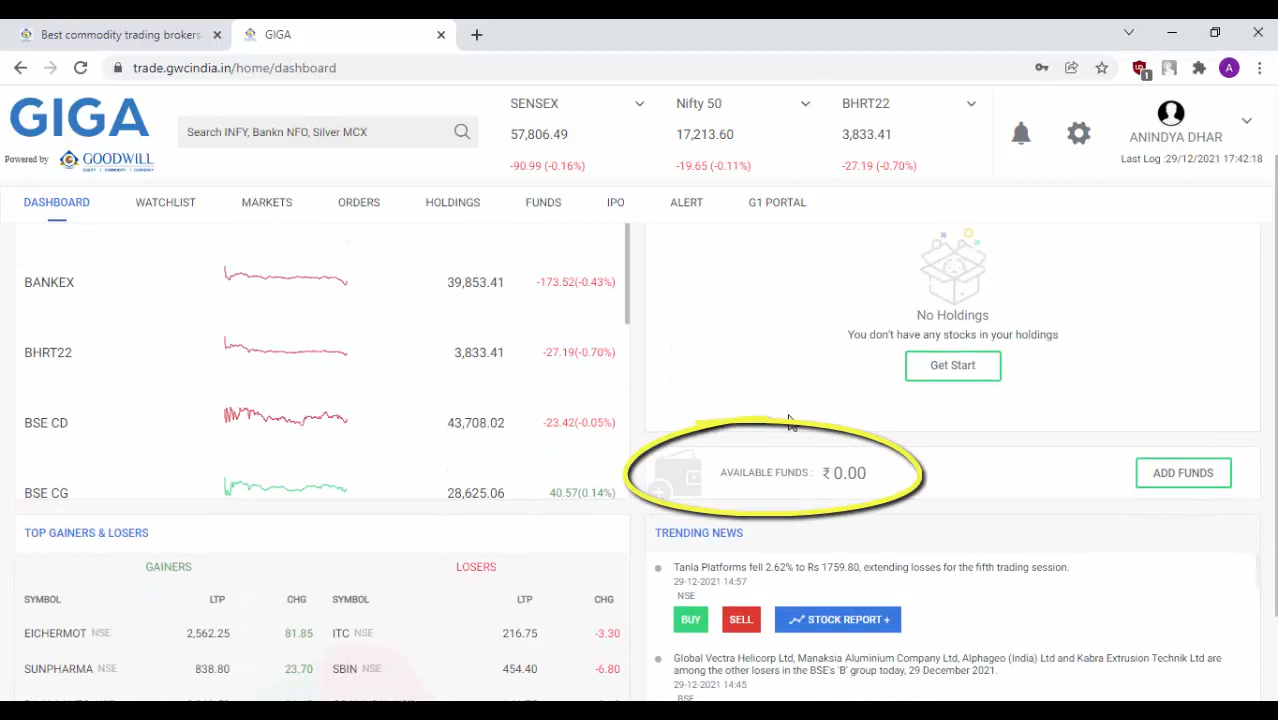 Best commodity trading brokers
GIGA
trade.gwcindia.in/home/dashboard
1
A
GIGA
Powered by GOODWILL
EQUITY | COMMODITY | CURRENCY
Search INFY, Bankn NFO, Silver MCX
SENSEX
57,806.49
-90.99 (-0.16%)
Nifty 50
17,213.60
-19.65 (-0.11%)
BHRT22
3,833.41
-27.19 (-0.70%)
ANINDYA DHAR
Last Log :29/12/2021 17:42:18
DASHBOARD WATCHLIST MARKETS ORDERS HOLDINGS FUNDS IPO ALERT G1 PORTAL
BANKEX 39,853.41 -173.52(-0.43%)
BHRT22 3,833.41 -27.19(-0.70%)
BSE CD 43,708.02 -23.42(-0.05%)
BSE CG 28,625.06 40.57(0.14%)
No Holdings
You don't have any stocks in your holdings
Get Start
AVAILABLE FUNDS : ₹ 0.00
ADD FUNDS
TOP GAINERS & LOSERS
GAINERS LOSERS
SYMBOL LTP CHG SYMBOL LTP CHG
EICHERMOT NSE 2,562.25 81.85 ITC NSE 216.75 -3.30
SUNPHARMA NSE 838.80 23.70 SBIN NSE 454.40 -6.80
TRENDING NEWS
Tanla Platforms fell 2.62% to Rs 1759.80, extending losses for the fifth trading session.
29-12-2021 14:57
NSE
BUY SELL STOCK REPORT +
Global Vectra Helicorp Ltd, Manaksia Aluminium Company Ltd, Alphageo (India) Ltd and Kabra Extrusion Technik Ltd are
among the other losers in the BSE's 'B' group today, 29 December 2021.
29-12-2021 14:45
BSE